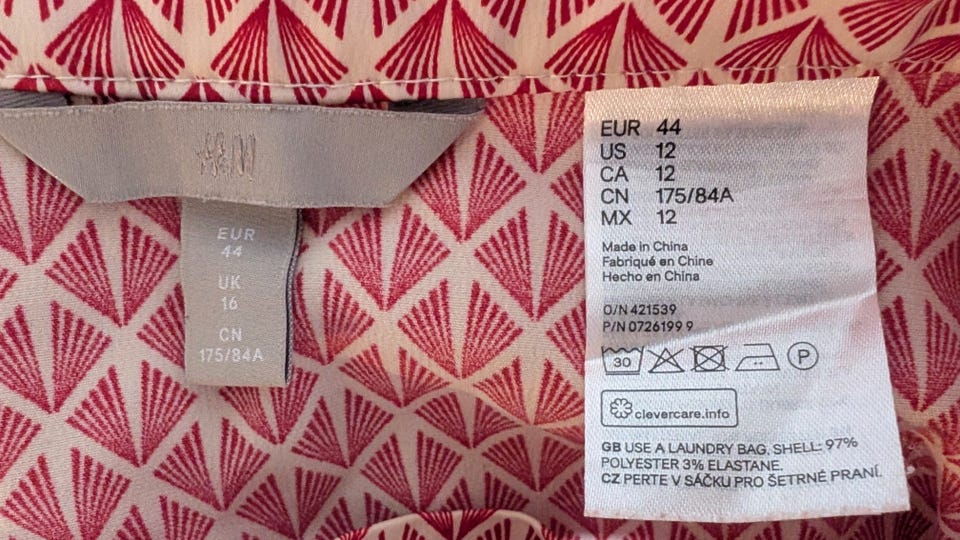 H&M
EUR
44
UK
16
CN
175/84A
EUR 44
US 12
CA 12
CN 175/84A
MX 12
Made in China
Fabriqué en Chine
Hecho en China
O/N 421539
P/N 0726199 9
30
P
clevercare.info
GB USE A LAUNDRY BAG. SHELL: 97%
POLYESTER 3% ELASTANE.
CZ PERTE V SÁČKU PRO ŠETRNÉ PRANÍ.